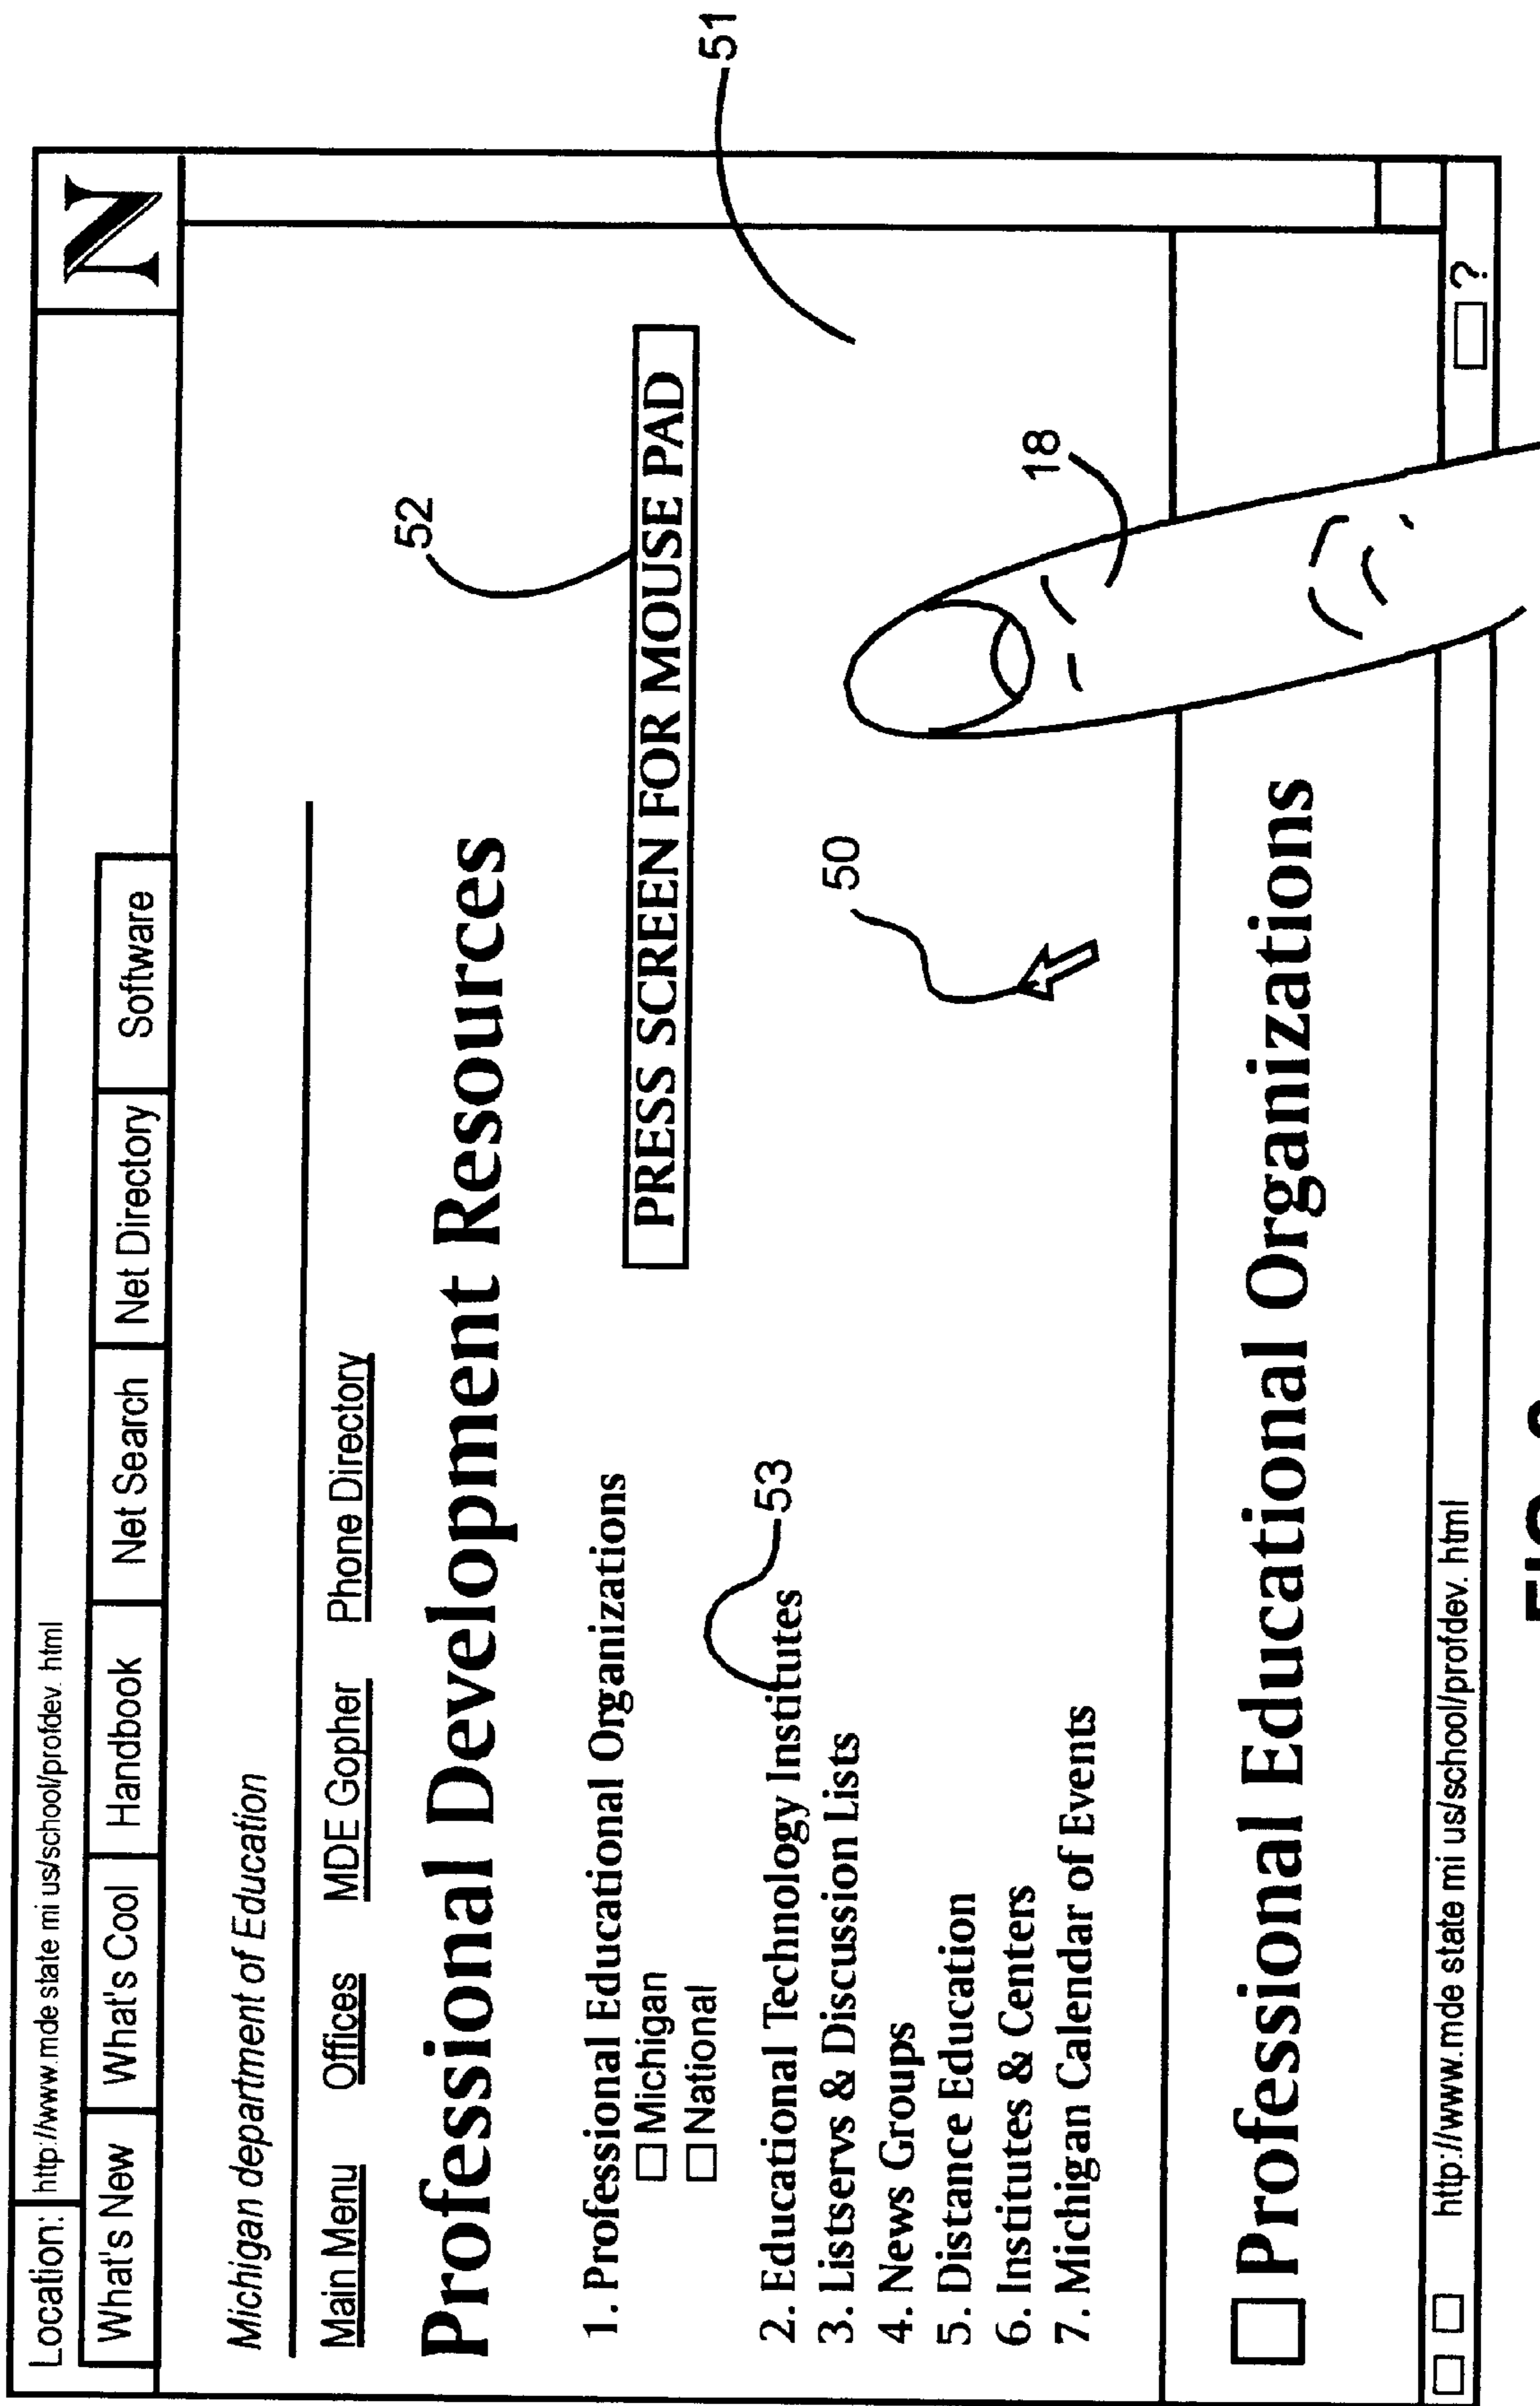 Location: http://www.mde state mi us/school/profdev. html
N
What's New What's Cool Handbook Net Search Net Directory Software
Michigan department of Education
Main Menu Offices MDE Gopher Phone Directory
Professional Development Resources
52
51
1. Professional Educational Organizations
PRESS SCREEN FOR MOUSE PAD
□ Michigan
□ National
53
50
2. Educational Technology Institutes
3. Listservs & Discussion Lists
4. News Groups
5. Distance Education
6. Institutes & Centers
18
7. Michigan Calendar of Events
□ Professional Educational Organizations
□ □ http://www.mde state mi us/school/profdev. html □ ?